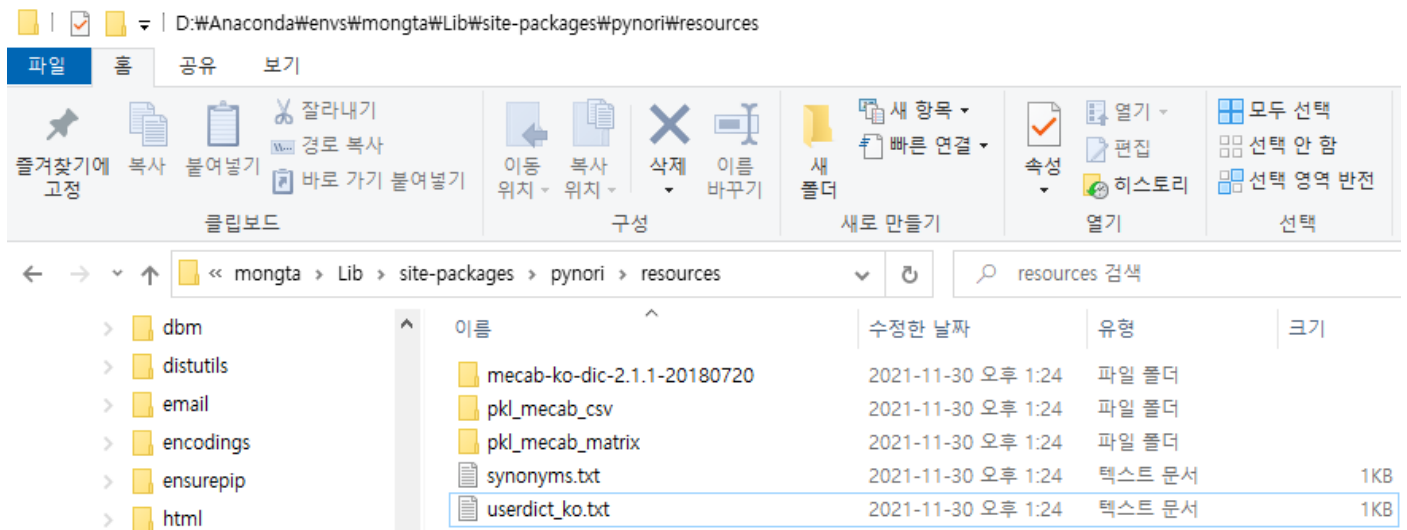 D:₩Anaconda₩envs₩mongta₩Lib₩site-packages₩pynori₩resources
파일 홈 공유 보기
즐겨찾기에 고정
복사
붙여넣기
잘라내기
경로 복사
바로 가기 붙여넣기
클립보드
이동 위치
복사 위치
삭제
이름 바꾸기
구성
새 폴더
새 항목
빠른 연결
새로 만들기
속성
열기
편집
히스토리
열기
모두 선택
선택 안 함
선택 영역 반전
선택
« mongta > Lib > site-packages > pynori > resources
resources 검색
dbm
distutils
email
encodings
ensurepip
html
이름 수정한 날짜 유형 크기
mecab-ko-dic-2.1.1-20180720 2021-11-30 오후 1:24 파일 폴더
pkl_mecab_csv 2021-11-30 오후 1:24 파일 폴더
pkl_mecab_matrix 2021-11-30 오후 1:24 파일 폴더
synonyms.txt 2021-11-30 오후 1:24 텍스트 문서 1KB
userdict_ko.txt 2021-11-30 오후 1:24 텍스트 문서 1KB